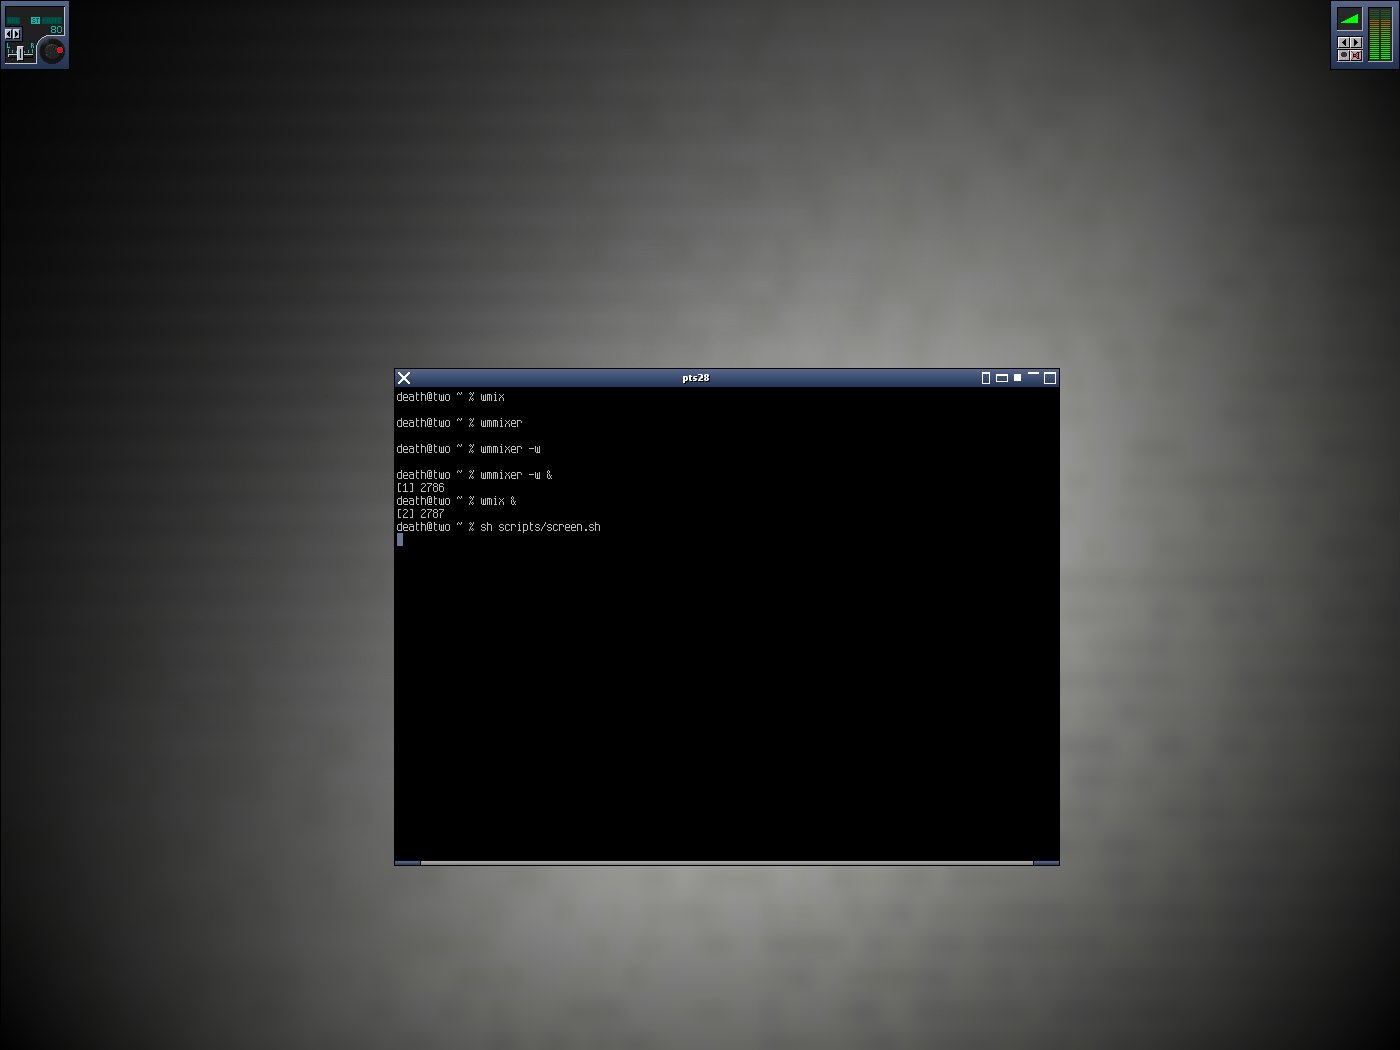 ST
80
L R
pts28
death@two ~ % wmix
death@two ~ % wmmixer
death@two ~ % wmmixer -w
death@two ~ % wmmixer -w &
[1] 2786
death@two ~ % wmix &
[2] 2787
death@two ~ % sh scripts/screen.sh